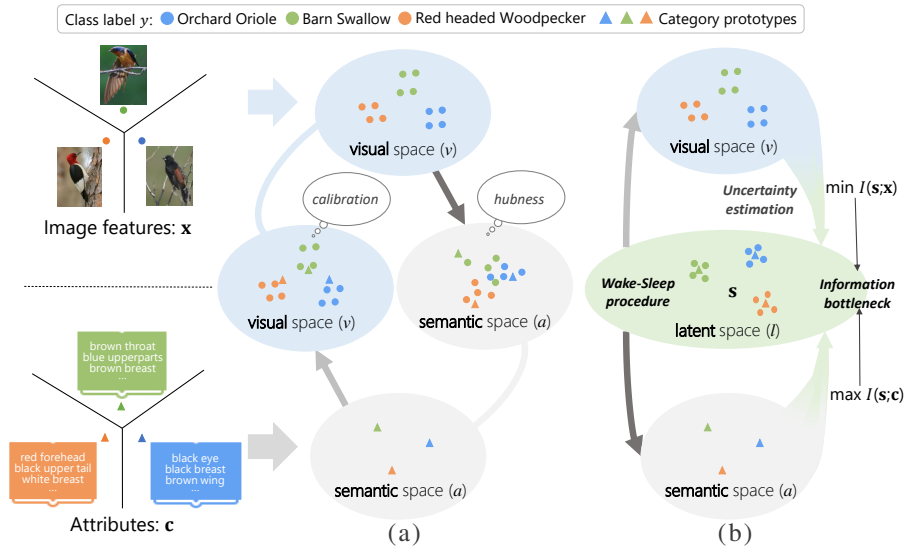 Class label y: Orchard Oriole Barn Swallow Red headed Woodpecker Category prototypes
Image features: x
visual space (v)
calibration
hubness
visual space (v)
semantic space (a)
brown throat
blue upperparts
brown breast
...
red forehead
black upper tail
white breast
...
black eye
black breast
brown wing
...
Attributes: c
semantic space (a)
(a)
visual space (v)
Uncertainty
estimation
min I(s;x)
Wake-Sleep
procedure
s
Information
bottleneck
latent space (l)
max I(s;c)
semantic space (a)
(b)